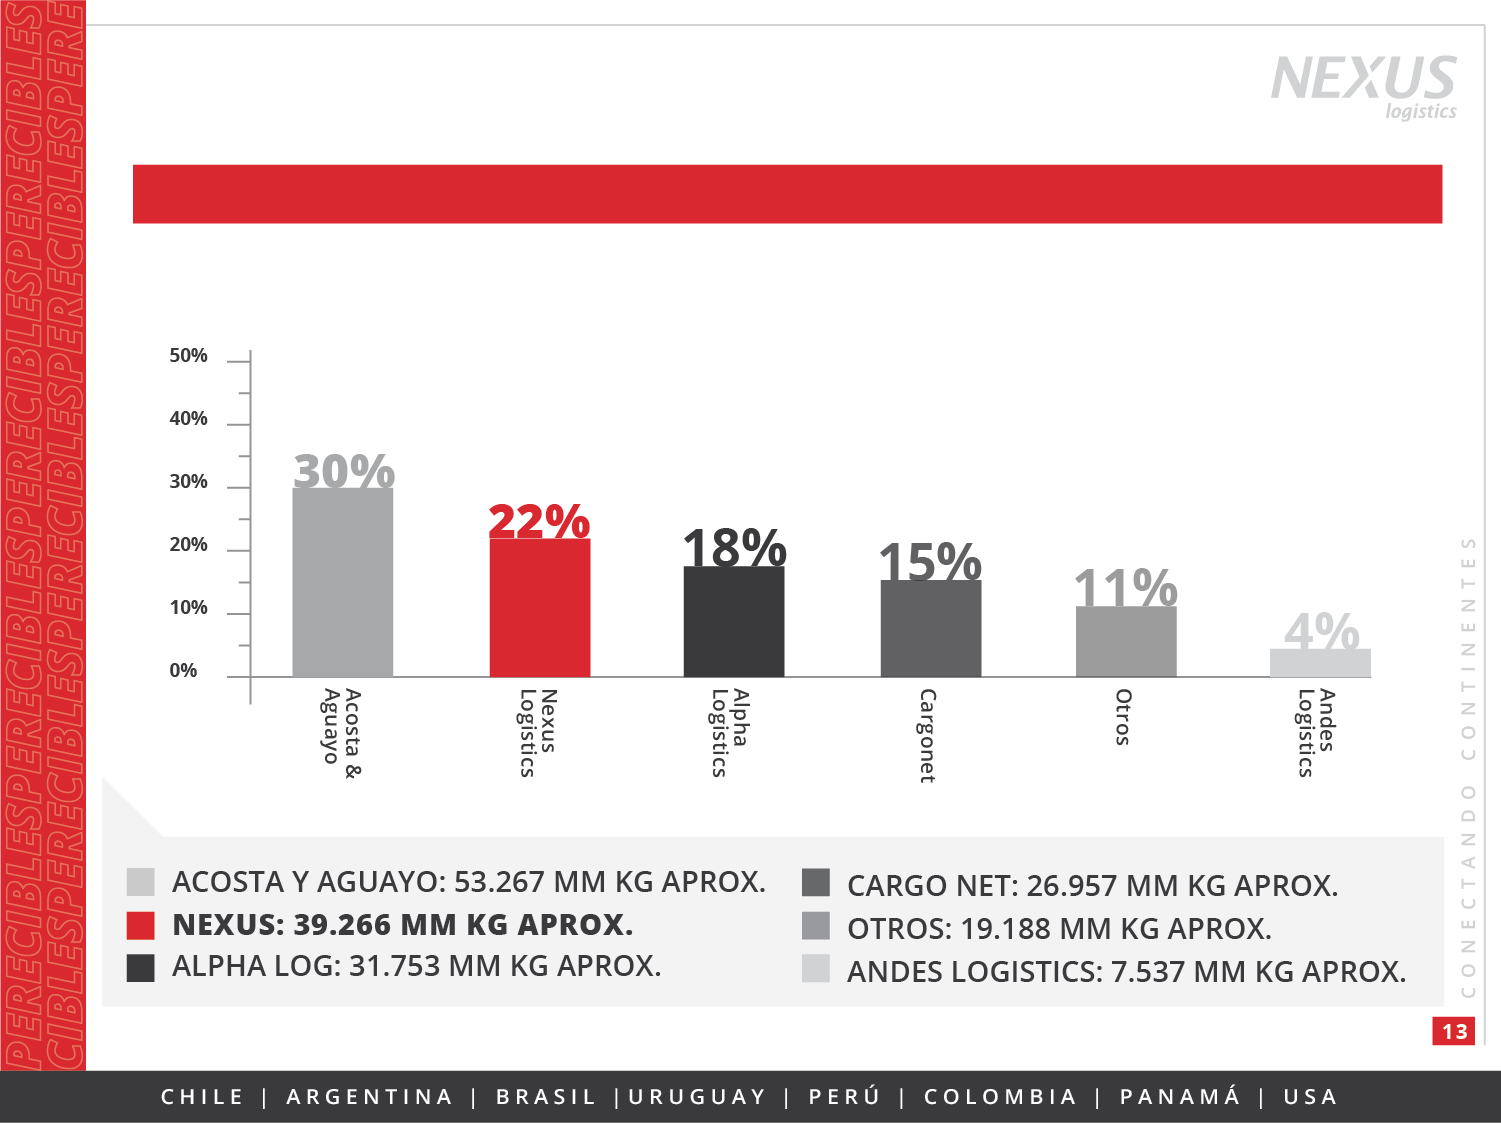 PERECIBLESPERECIBLESPERECIBLESPERECIBLESPERECIBLES
CIBLESPERECIBLESPERECIBLESPERECIBLESPERECIBLESPERE
NEXUS
logistics
50%
40%
30%
20%
10%
0%
30%
22%
18%
15%
11%
4%
Acosta &
Aguayo
Nexus
Logistics
Alpha
Logistics
Cargonet
Otros
Andes
Logistics
ACOSTA Y AGUAYO: 53.267 MM KG APROX.
NEXUS: 39.266 MM KG APROX.
ALPHA LOG: 31.753 MM KG APROX.
CARGO NET: 26.957 MM KG APROX.
OTROS: 19.188 MM KG APROX.
ANDES LOGISTICS: 7.537 MM KG APROX.
CONECTANDO CONTINENTES
13
CHILE | ARGENTINA | BRASIL |URUGUAY | PERÚ | COLOMBIA | PANAMÁ | USA